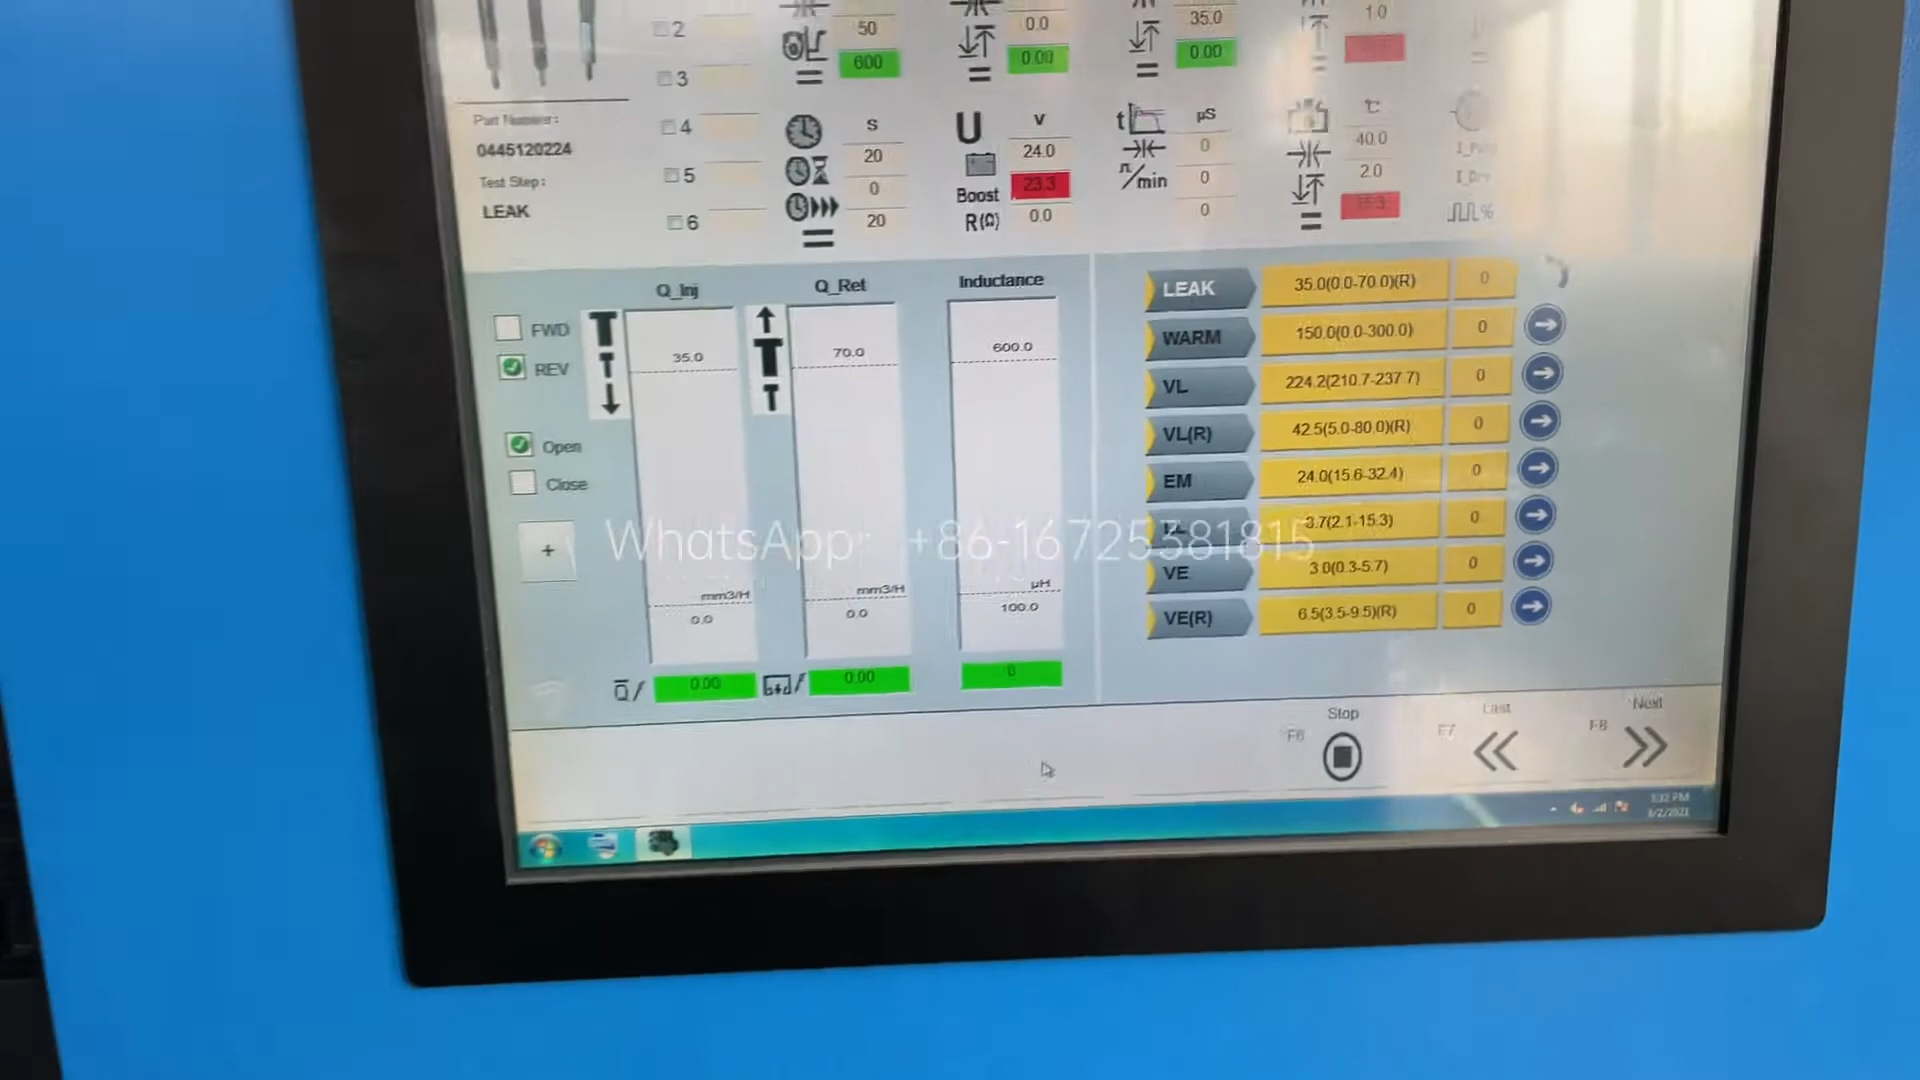 2
50
0.0
35.0
1.0
600
0.00
0.00
3
Part Number:
0445120224
Test Step:
LEAK
4
5
6
S
20
0
20
U
V
24.0
Boost
23.3
R(Ω)
0.0
t
µS
0
/min
0
0
℃
40.0
2.0
%
Q_Inj
Q_Ret
Inductance
FWD
REV
Open
Close
+
35.0
70.0
600.0
mm3/H
mm3/H
µH
0.0
0.0
100.0
0.00
0.00
LEAK
35.0(0.0-70.0)(R)
0
WARM
150.0(0.0-300.0)
0
VL
224.2(210.7-237.7)
0
VL(R)
42.5(5.0-80.0)(R)
0
EM
24.0(15.6-32.4)
0
0
VE
3.0(0.3-5.7)
0
VE(R)
6.5(3.5-9.5)(R)
0
WhatsApp: +86-16725381815
Stop
F6
Last
F7
Next
F8
3:32 PM